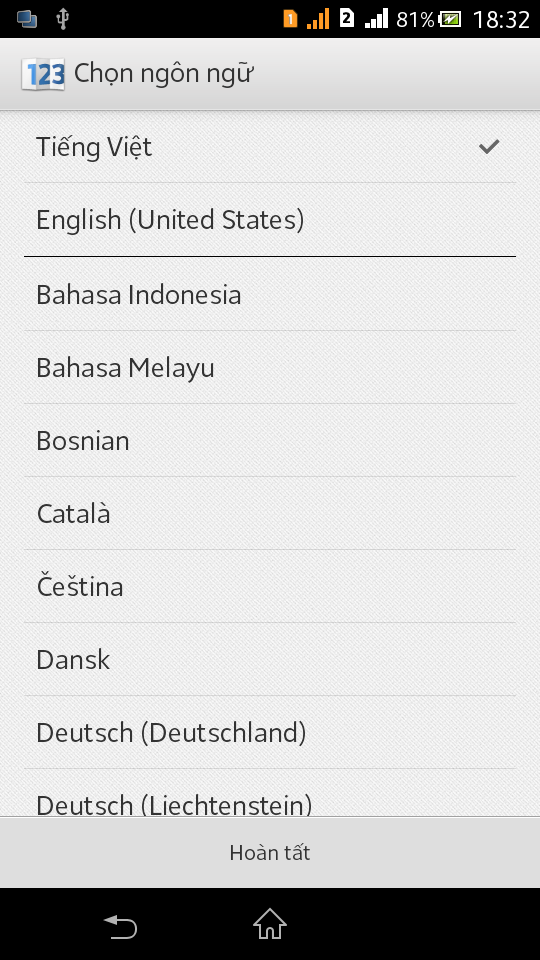 1 2 81% 18:32
123 Chọn ngôn ngữ
Tiếng Việt
English (United States)
Bahasa Indonesia
Bahasa Melayu
Bosnian
Català
Čeština
Dansk
Deutsch (Deutschland)
Deutsch (Liechtenstein)
Hoàn tất